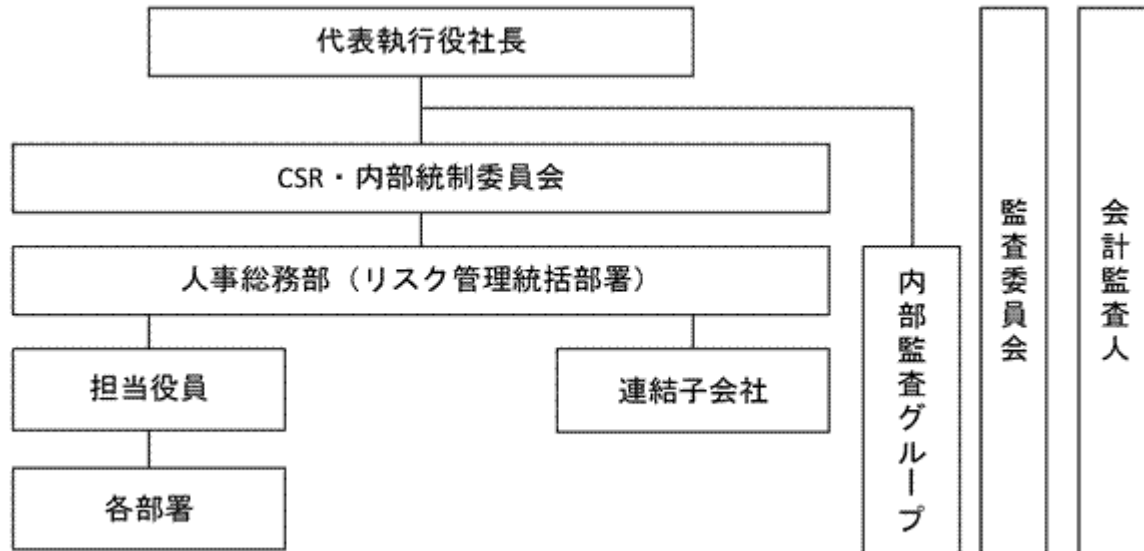 代表執行役社長
CSR・内部統制委員会
人事総務部（リスク管理統括部署）
担当役員
連結子会社
各部署
内部監査グループ
監査委員会
会計監査人